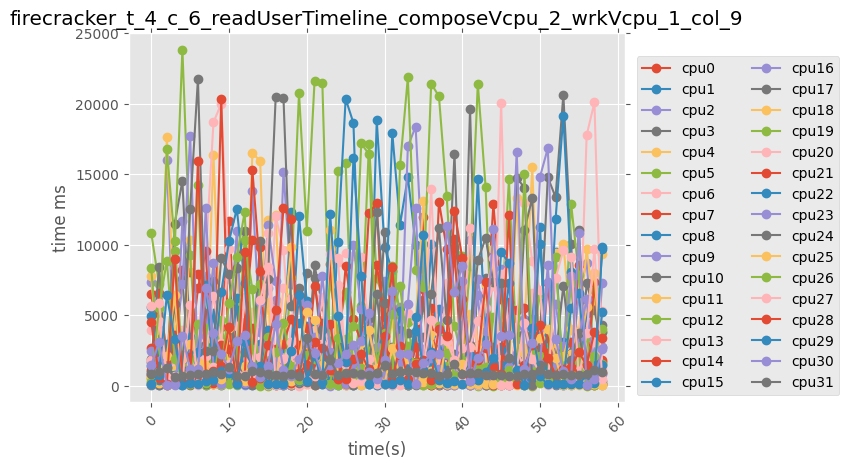 firecracker_t_4_c_6_readUserTimeline_composeVcpu_2_wrkVcpu_1_col_9
25000
20000
15000
10000
5000
0
time ms
0 10 20 30 40 50 60
time(s)
cpu0 cpu16
cpu1 cpu17
cpu2 cpu18
cpu3 cpu19
cpu4 cpu20
cpu5 cpu21
cpu6 cpu22
cpu7 cpu23
cpu8 cpu24
cpu9 cpu25
cpu10 cpu26
cpu11 cpu27
cpu12 cpu28
cpu13 cpu29
cpu14 cpu30
cpu15 cpu31